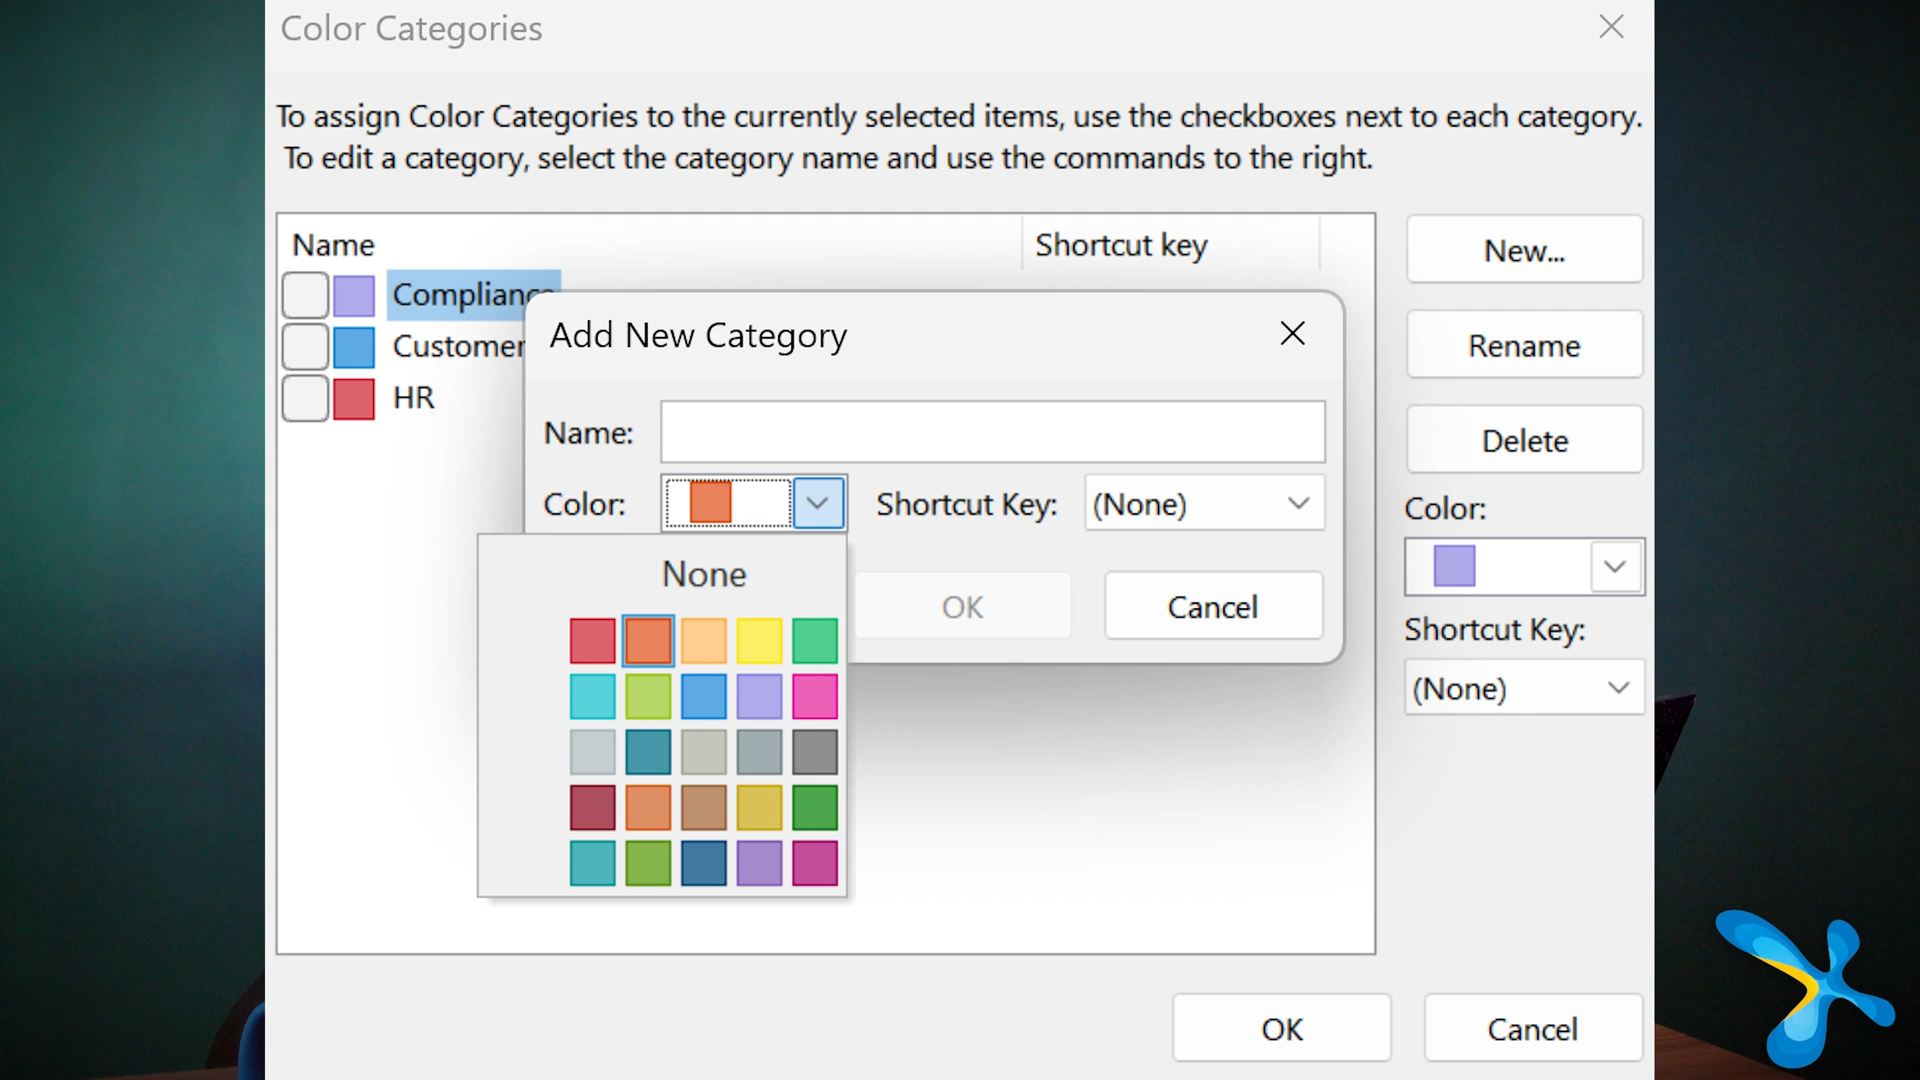 Color Categories
To assign Color Categories to the currently selected items, use the checkboxes next to each category.
To edit a category, select the category name and use the commands to the right.
Name
Shortcut key
Compliance
Customer
HR
New...
Rename
Delete
Color:
Shortcut Key:
(None)
Add New Category
Name:
Color:
Shortcut Key:
(None)
None
OK
Cancel
OK
Cancel